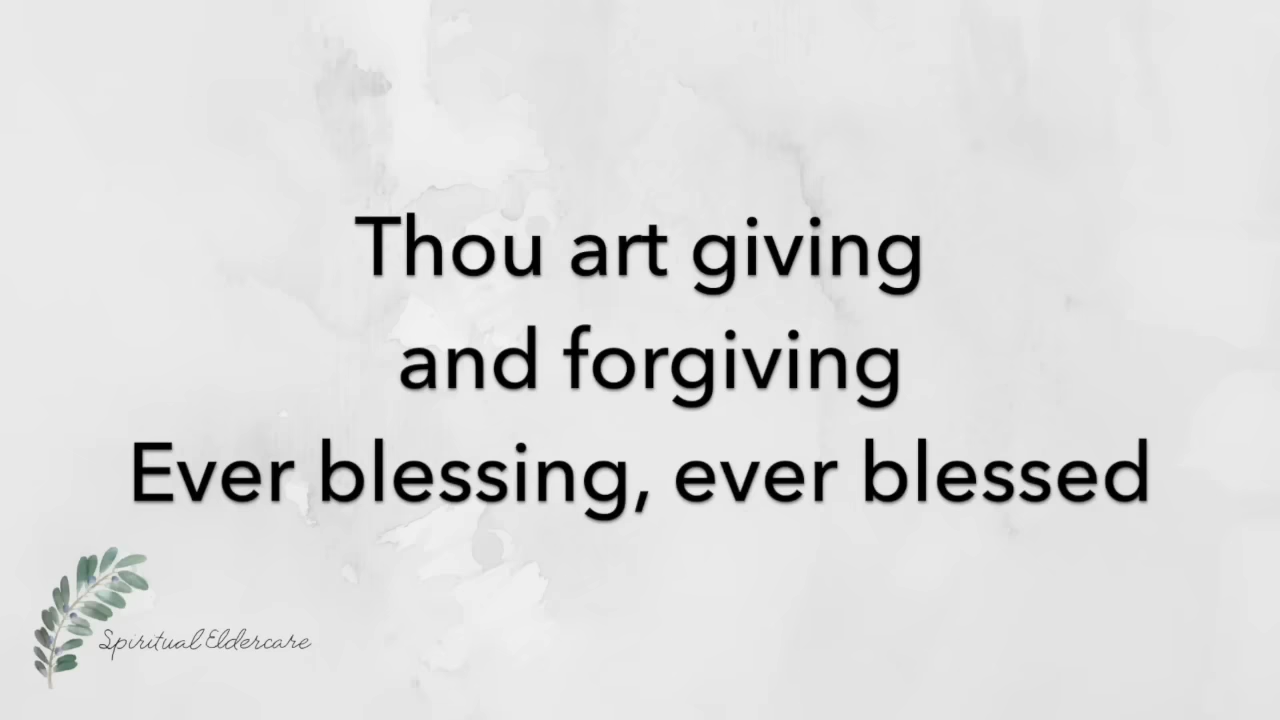 Thou art giving
and forgiving
Ever blessing, ever blessed
Spiritual Eldercare